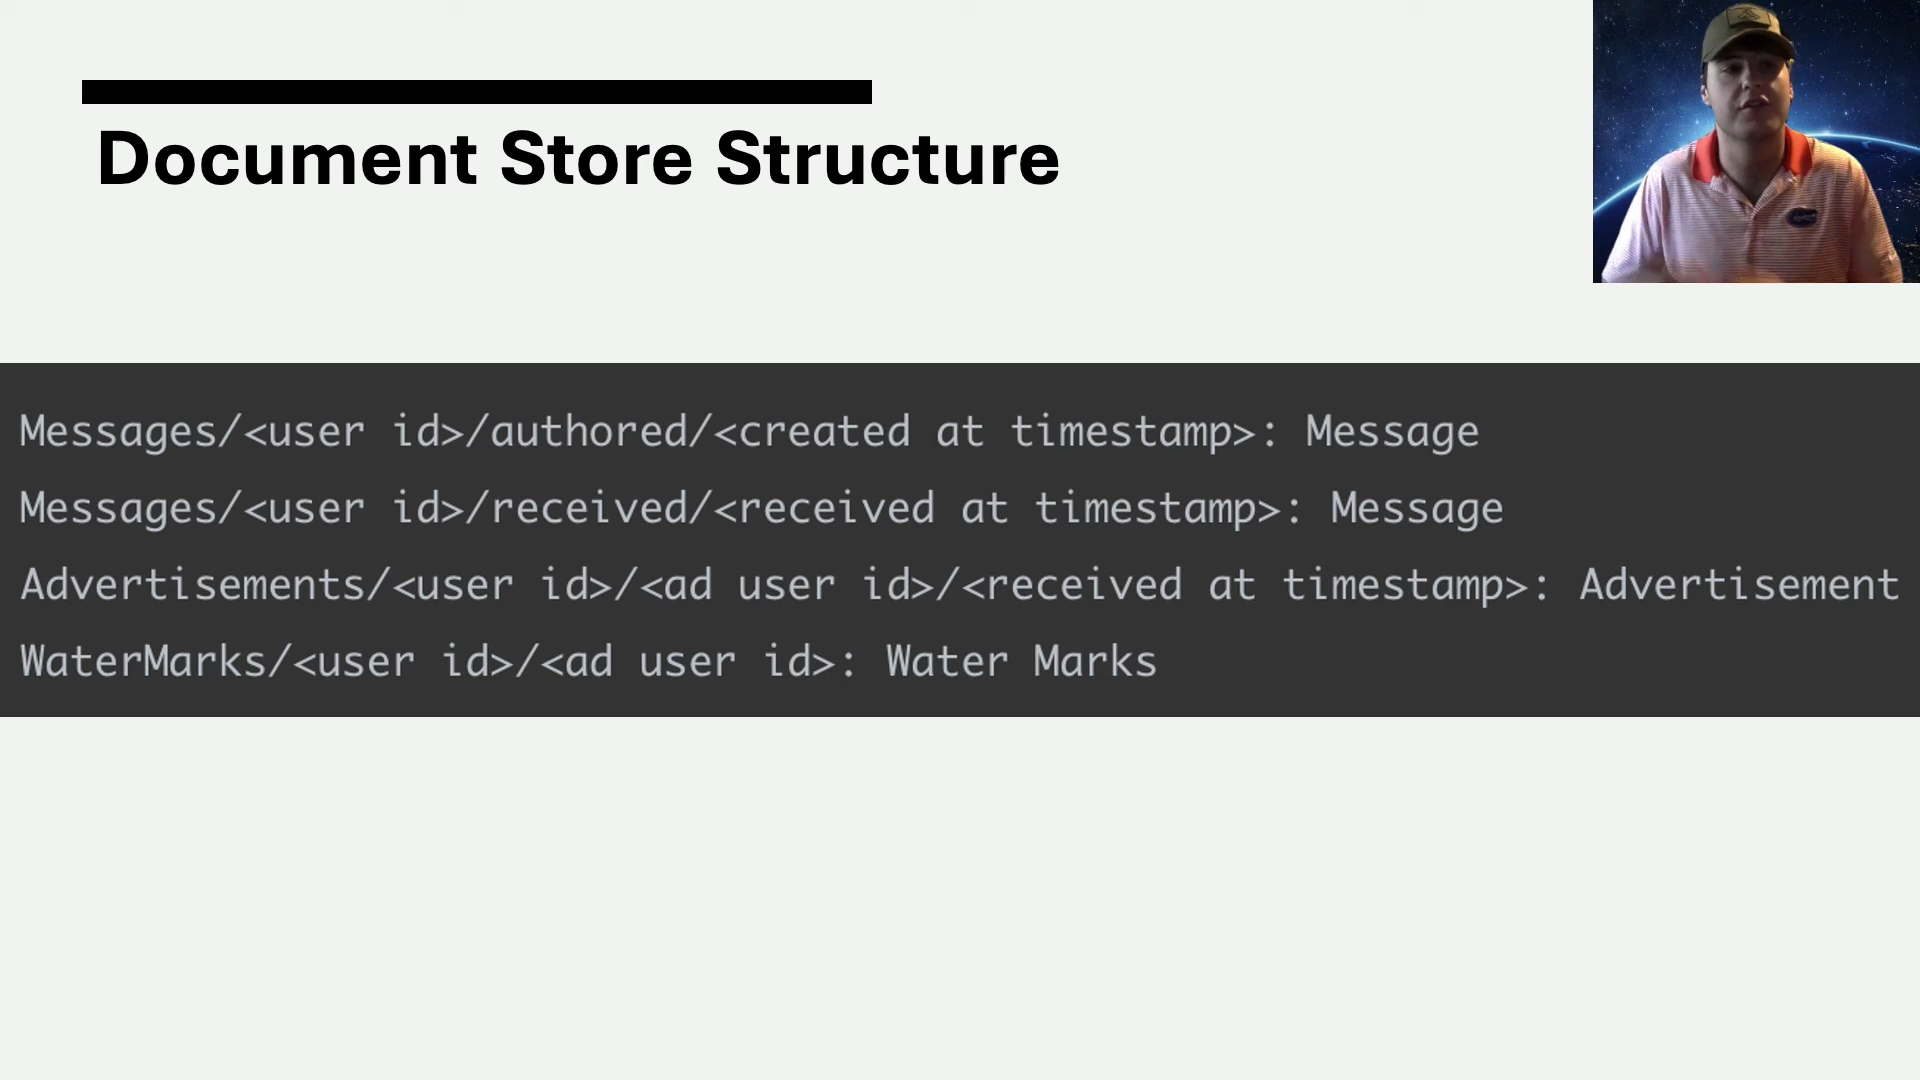 Document Store Structure
Messages/<user id>/authored/<created at timestamp>: Message
Messages/<user id>/received/<received at timestamp>: Message
Advertisements/<user id>/<ad user id>/<received at timestamp>: Advertisement
WaterMarks/<user id>/<ad user id>: Water Marks